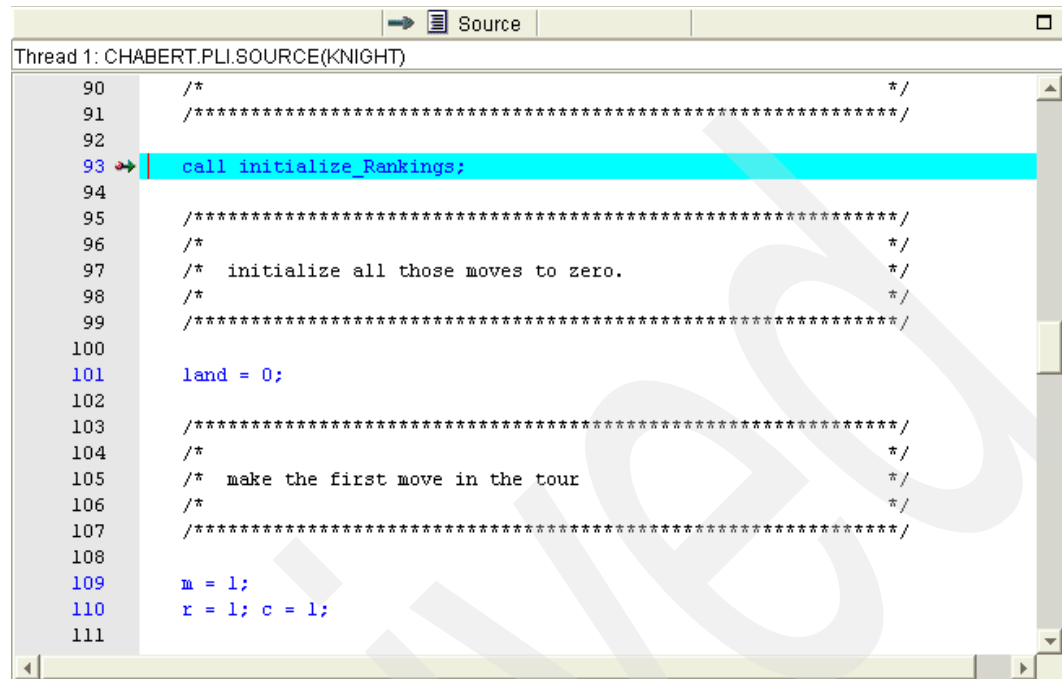 Source
Thread 1: CHABERT.PLI.SOURCE(KNIGHT)
90 /* */
91 /**************************************************************/
92
93 call initialize_Rankings;
94
95 /**************************************************************/
96 /* */
97 /* initialize all those moves to zero. */
98 /* */
99 /**************************************************************/
100
101 land = 0;
102
103 /**************************************************************/
104 /* */
105 /* make the first move in the tour */
106 /* */
107 /**************************************************************/
108
109 m = 1;
110 r = 1; c = 1;
111